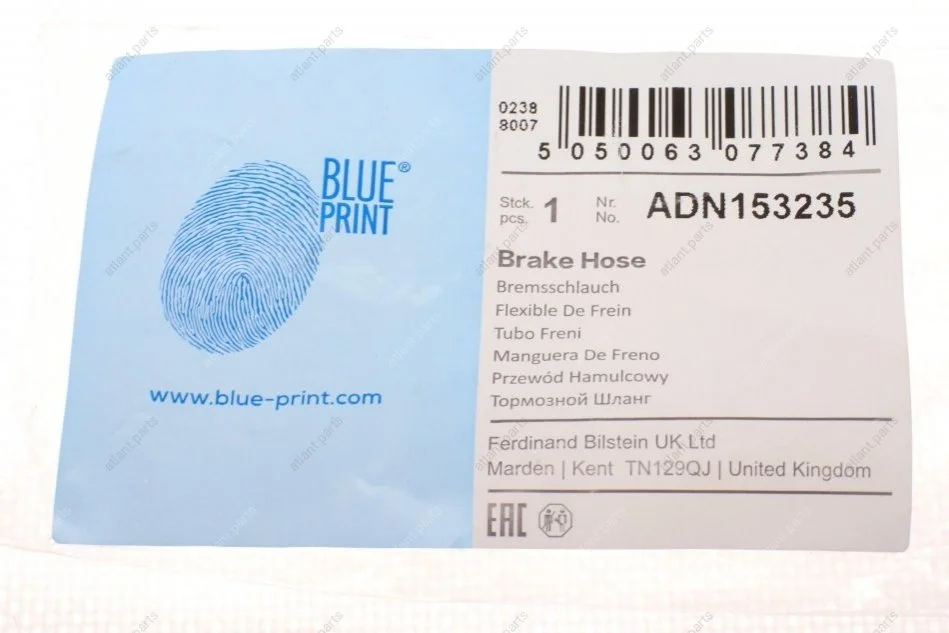 BLUE®
PRINT
www.blue-print.com
0238
8007
5 050063 077384
Stck.
pcs. 1
Nr.
No. ADN153235
Brake Hose
Bremsschlauch
Flexible De Frein
Tubo Freni
Manguera De Freno
Przewód Hamulcowy
Тормозной Шланг
Ferdinand Bilstein UK Ltd
Marden | Kent TN129QJ | United Kingdom
EAC
atlant.parts